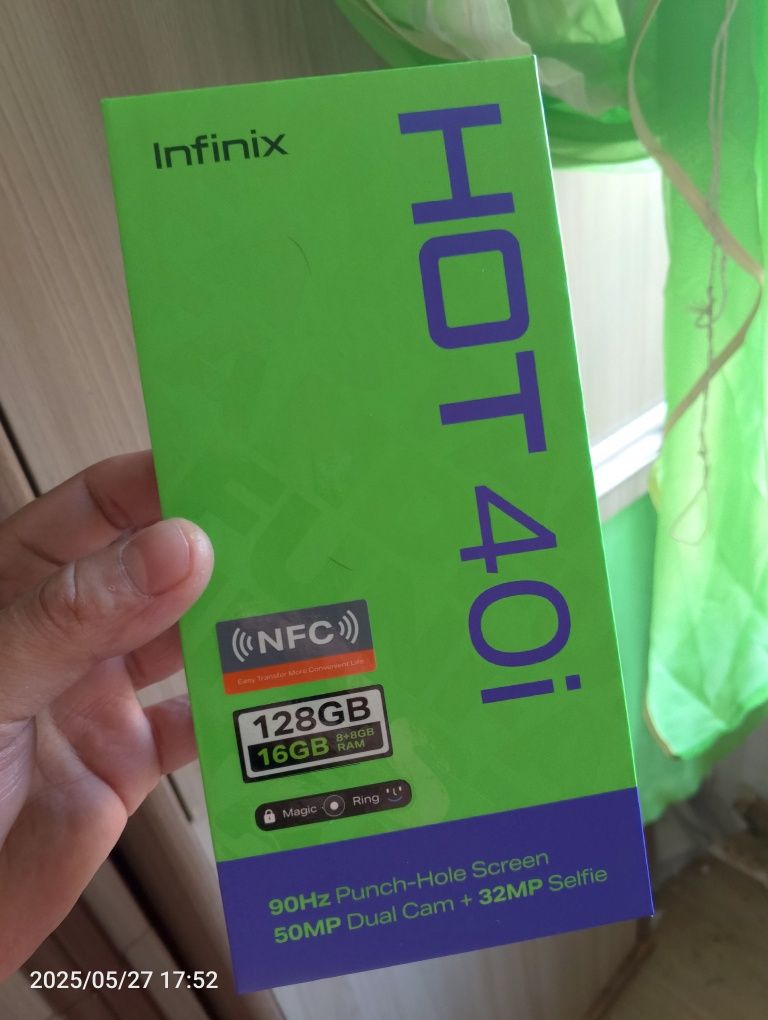 Infinix
HOT 40i
((NFC))
Easy Transfer More Convenient Life
128GB
16GB 8+8GB
RAM
Magic Ring
90Hz Punch-Hole Screen
50MP Dual Cam + 32MP Selfie
2025/05/27 17:52